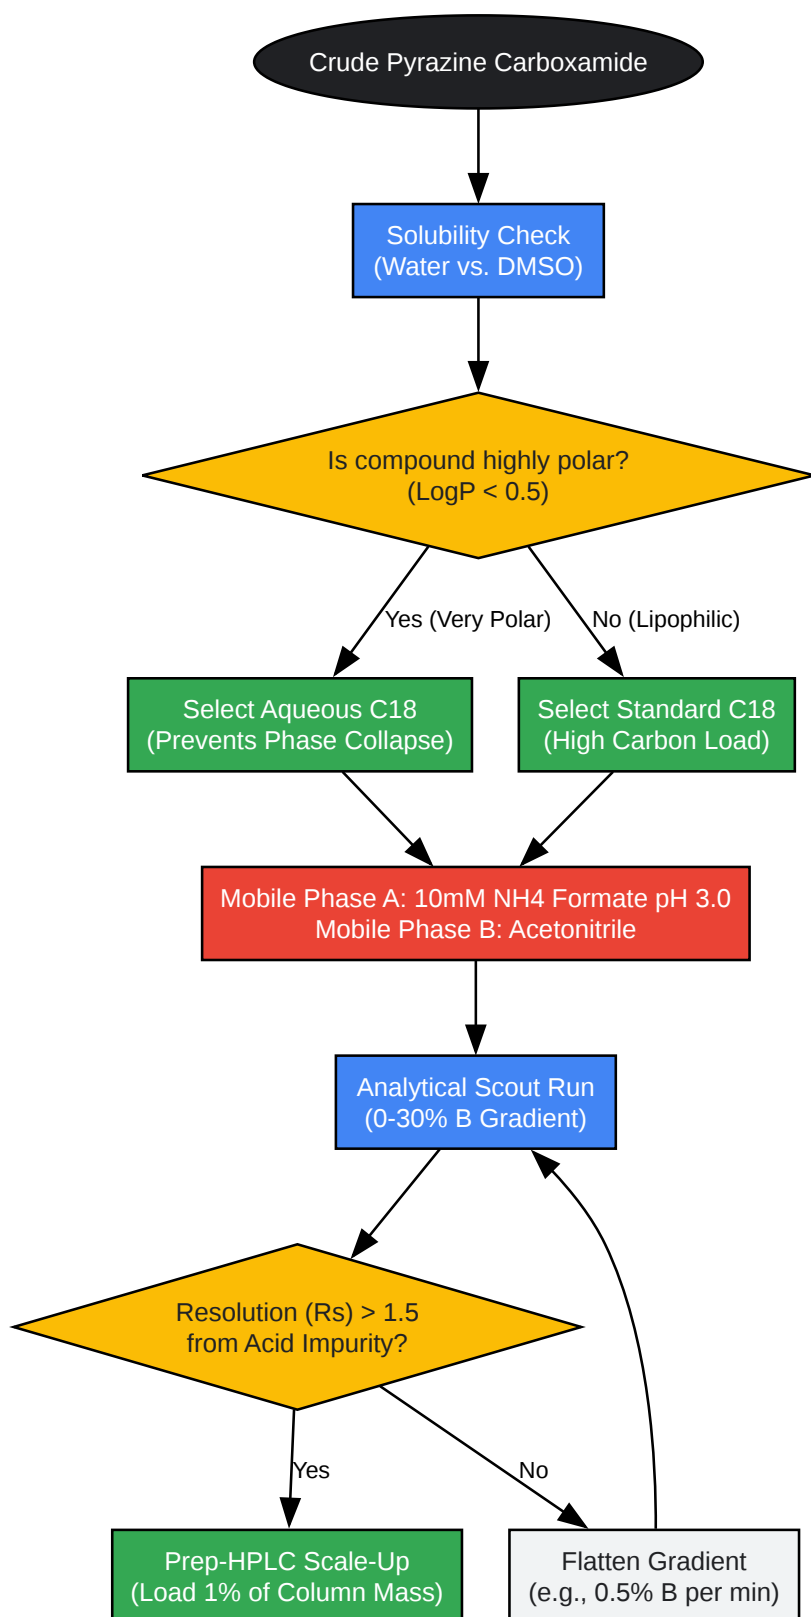 Crude Pyrazine Carboxamide
Solubility Check
(Water vs. DMSO)
Is compound highly polar?
(LogP < 0.5)
Yes (Very Polar)
No (Lipophilic)
Select Aqueous C18
(Prevents Phase Collapse)
Select Standard C18
(High Carbon Load)
Mobile Phase A: 10mM NH4 Formate pH 3.0
Mobile Phase B: Acetonitrile
Analytical Scout Run
(0-30% B Gradient)
Resolution (Rs) > 1.5
from Acid Impurity?
Yes
No
Prep-HPLC Scale-Up
(Load 1% of Column Mass)
Flatten Gradient
(e.g., 0.5% B per min)